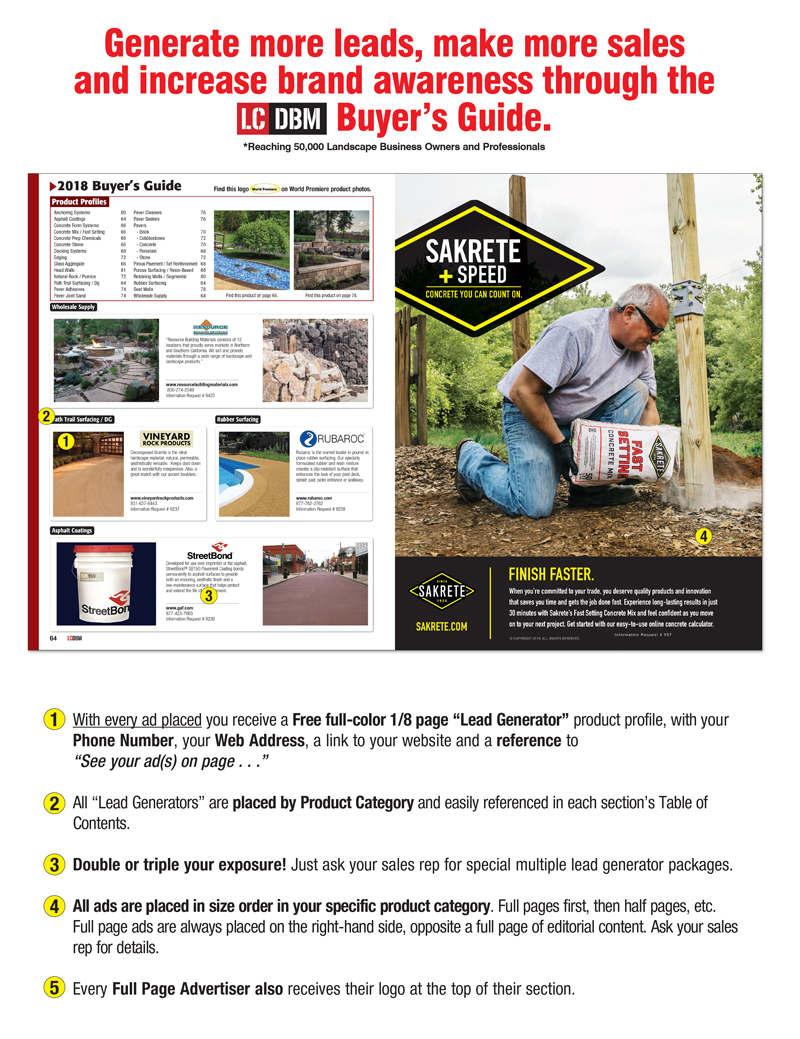 Generate more leads, make more sales
and increase brand awareness through the
LC DBM Buyer's Guide.
*Reaching 50,000 Landscape Business Owners and Professionals
2018 Buyer's Guide
Find this logo World Premiere on World Premiere product photos.
Product Profiles
Anchoring Systems 80
Asphalt Coatings 64
Concrete Form Systems 66
Concrete Mix / Fast Setting 66
Concrete Prep Chemicals 66
Concrete Stains 66
Decking Systems 68
Edging 72
Glass Aggregate 66
Head Walls 81
Natural Rock / Pumice 72
Path Trail Surfacing / Dg 64
Paver Adhesives 74
Paver Joint Sand 74
Paver Cleaners 76
Paver Sealers 76
Pavers
- Brick 70
- Cobblestones 72
- Concrete 70
- Porcelain 68
- Stone 72
Porous Pavement / Turf Reinforcement 68
Porous Surfacing / Resin-Based 68
Retaining Walls / Segmental 80
Rubber Surfacing 64
Seat Walls 78
Wholesale Supply 64
Find this product on page 66.
Find this product on page 78.
Wholesale Supply
RESOURCE
"Resource Building Materials consists of 12
locations that proudly serve markets in Northern
and Southern California. We sell and provide
materials through a wide range of hardscape and
landscape products."
www.resourcebuildingmaterials.com
Information Request # 9423
2
ath Trail Surfacing / DG
1
VINEYARD
ROCK PRODUCTS
Decomposed Granite is the ideal
hardscape material: natural, permeable,
aesthetically versatile. Keeps dust down
and is wonderfully inexpensive. Also, a
great match with our accent boulders.
www.vineyardrockproducts.com
831-637-8443
Information Request # 9237
Rubber Surfacing
RUBAROC
Rubaroc is the market leader in poured in
place rubber surfacing. Our specially
formulated rubber and resin mixture
creates a slip-resistant surface that
enhances the look of your pool deck,
splash pad, patio entrance or walkway.
www.rubaroc.com
877-782-2762
Information Request # 9238
Asphalt Coatings
StreetBond
StreetBond
Developed for use over imprinted or flat asphalt,
StreetBond® SB150 Pavement Coating bonds
permanently to asphalt surfaces to provide
both an enduring, aesthetic finish and a
low-maintenance surface that helps protect
and extend the life of
3
www.gaf.com
877-425-7663
Information Request # 9239
64 LCDBM
SAKRETE
+ SPEED
CONCRETE YOU CAN COUNT ON.
SAKRETE
FAST
SETTING
CONCRETE MIX
4
SINCE
SAKRETE
1936
SAKRETE.COM
FINISH FASTER.
When you're committed to your trade, you deserve quality products and innovation
that saves you time and gets the job done fast. Experience long-lasting results in just
30 minutes with Sakrete's Fast Setting Concrete Mix and feel confident as you move
on to your next project. Get started with our easy-to-use online concrete calculator.
© COPYRIGHT 2018. ALL RIGHTS RESERVED.
Information Request # 567
1 With every ad placed you receive a Free full-color 1/8 page "Lead Generator" product profile, with your
Phone Number, your Web Address, a link to your website and a reference to
"See your ad(s) on page . . ."
2 All "Lead Generators" are placed by Product Category and easily referenced in each section's Table of
Contents.
3 Double or triple your exposure! Just ask your sales rep for special multiple lead generator packages.
4 All ads are placed in size order in your specific product category. Full pages first, then half pages, etc.
Full page ads are always placed on the right-hand side, opposite a full page of editorial content. Ask your sales
rep for details.
5 Every Full Page Advertiser also receives their logo at the top of their section.